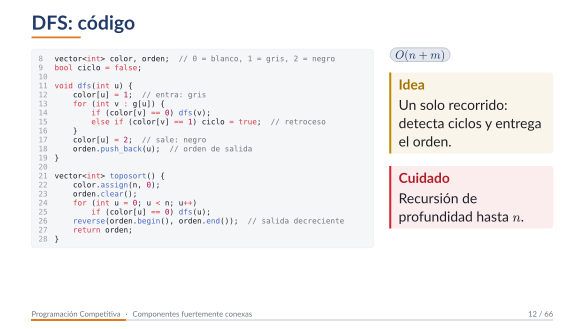 DFS: código
8 vector<int> color, orden; // 0 = blanco, 1 = gris, 2 = negro
9 bool ciclo = false;
10
11 void dfs(int u) {
12     color[u] = 1; // entra: gris
13     for (int v : g[u]) {
14         if (color[v] == 0) dfs(v);
15         else if (color[v] == 1) ciclo = true; // retroceso
16     }
17     color[u] = 2; // sale: negro
18     orden.push_back(u); // orden de salida
19 }
20
21 vector<int> toposort() {
22     color.assign(n, 0);
23     orden.clear();
24     for (int u = 0; u < n; u++)
25         if (color[u] == 0) dfs(u);
26     reverse(orden.begin(), orden.end()); // salida decreciente
27     return orden;
28 }
O(n + m)
Idea
Un solo recorrido:
detecta ciclos y entrega
el orden.
Cuidado
Recursión de
profundidad hasta n.
Programación Competitiva · Componentes fuertemente conexas
12 / 66